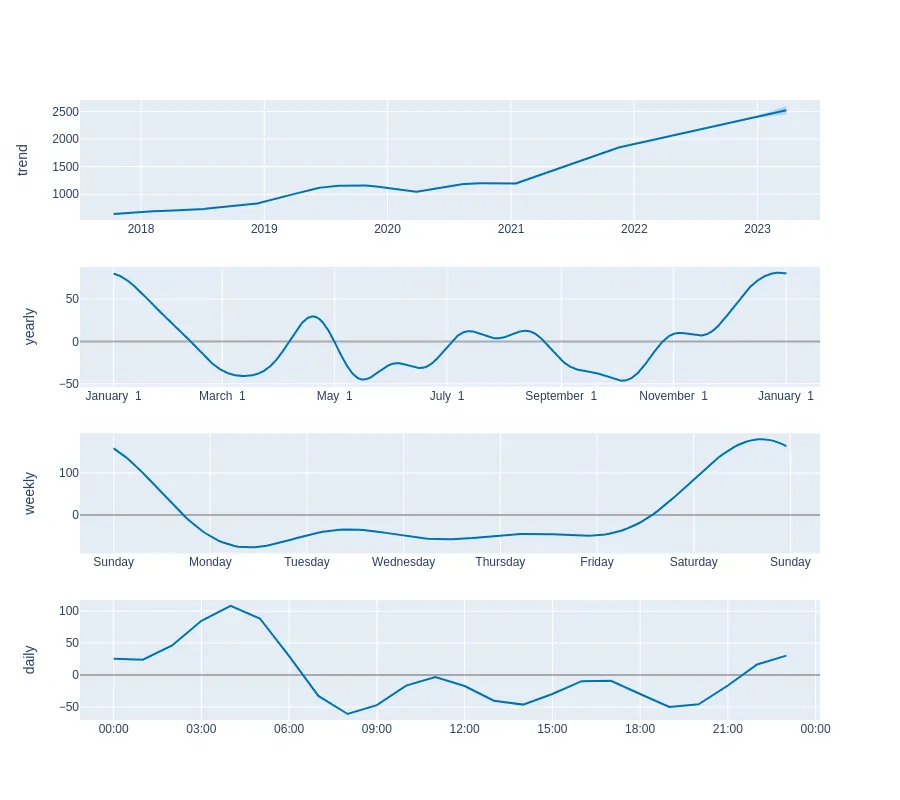 2500
2000
1500
1000
trend
2018 2019 2020 2021 2022 2023
50
0
−50
yearly
January 1 March 1 May 1 July 1 September 1 November 1 January 1
100
0
weekly
Sunday Monday Tuesday Wednesday Thursday Friday Saturday Sunday
100
50
0
−50
daily
00:00 03:00 06:00 09:00 12:00 15:00 18:00 21:00 00:00